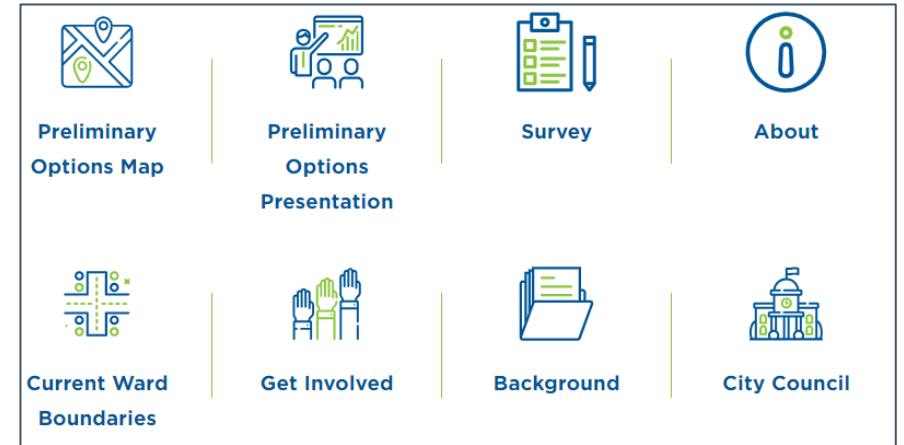 Preliminary
Options Map
Preliminary
Options
Presentation
Survey
About
Current Ward
Boundaries
Get Involved
Background
City Council